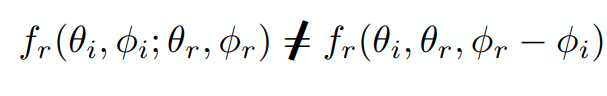 f_r(θ_i, ϕ_i; θ_r, ϕ_r) ≠ f_r(θ_i, θ_r, ϕ_r − ϕ_i)